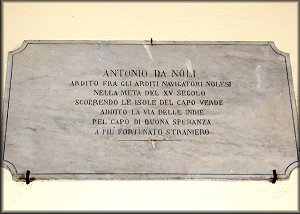 ANTONIO DA NOLI
ARDITO FRA GLI ARDITI NAVIGATORI NOLESI
NELLA METÀ DEL XV SECOLO
SCOPRENDO LE ISOLE DEL CAPO VERDE
ADDITÒ LA VIA DELLE INDIE
PEL CAPO DI BUONA SPERANZA
A PIÙ FORTUNATO STRANIERO